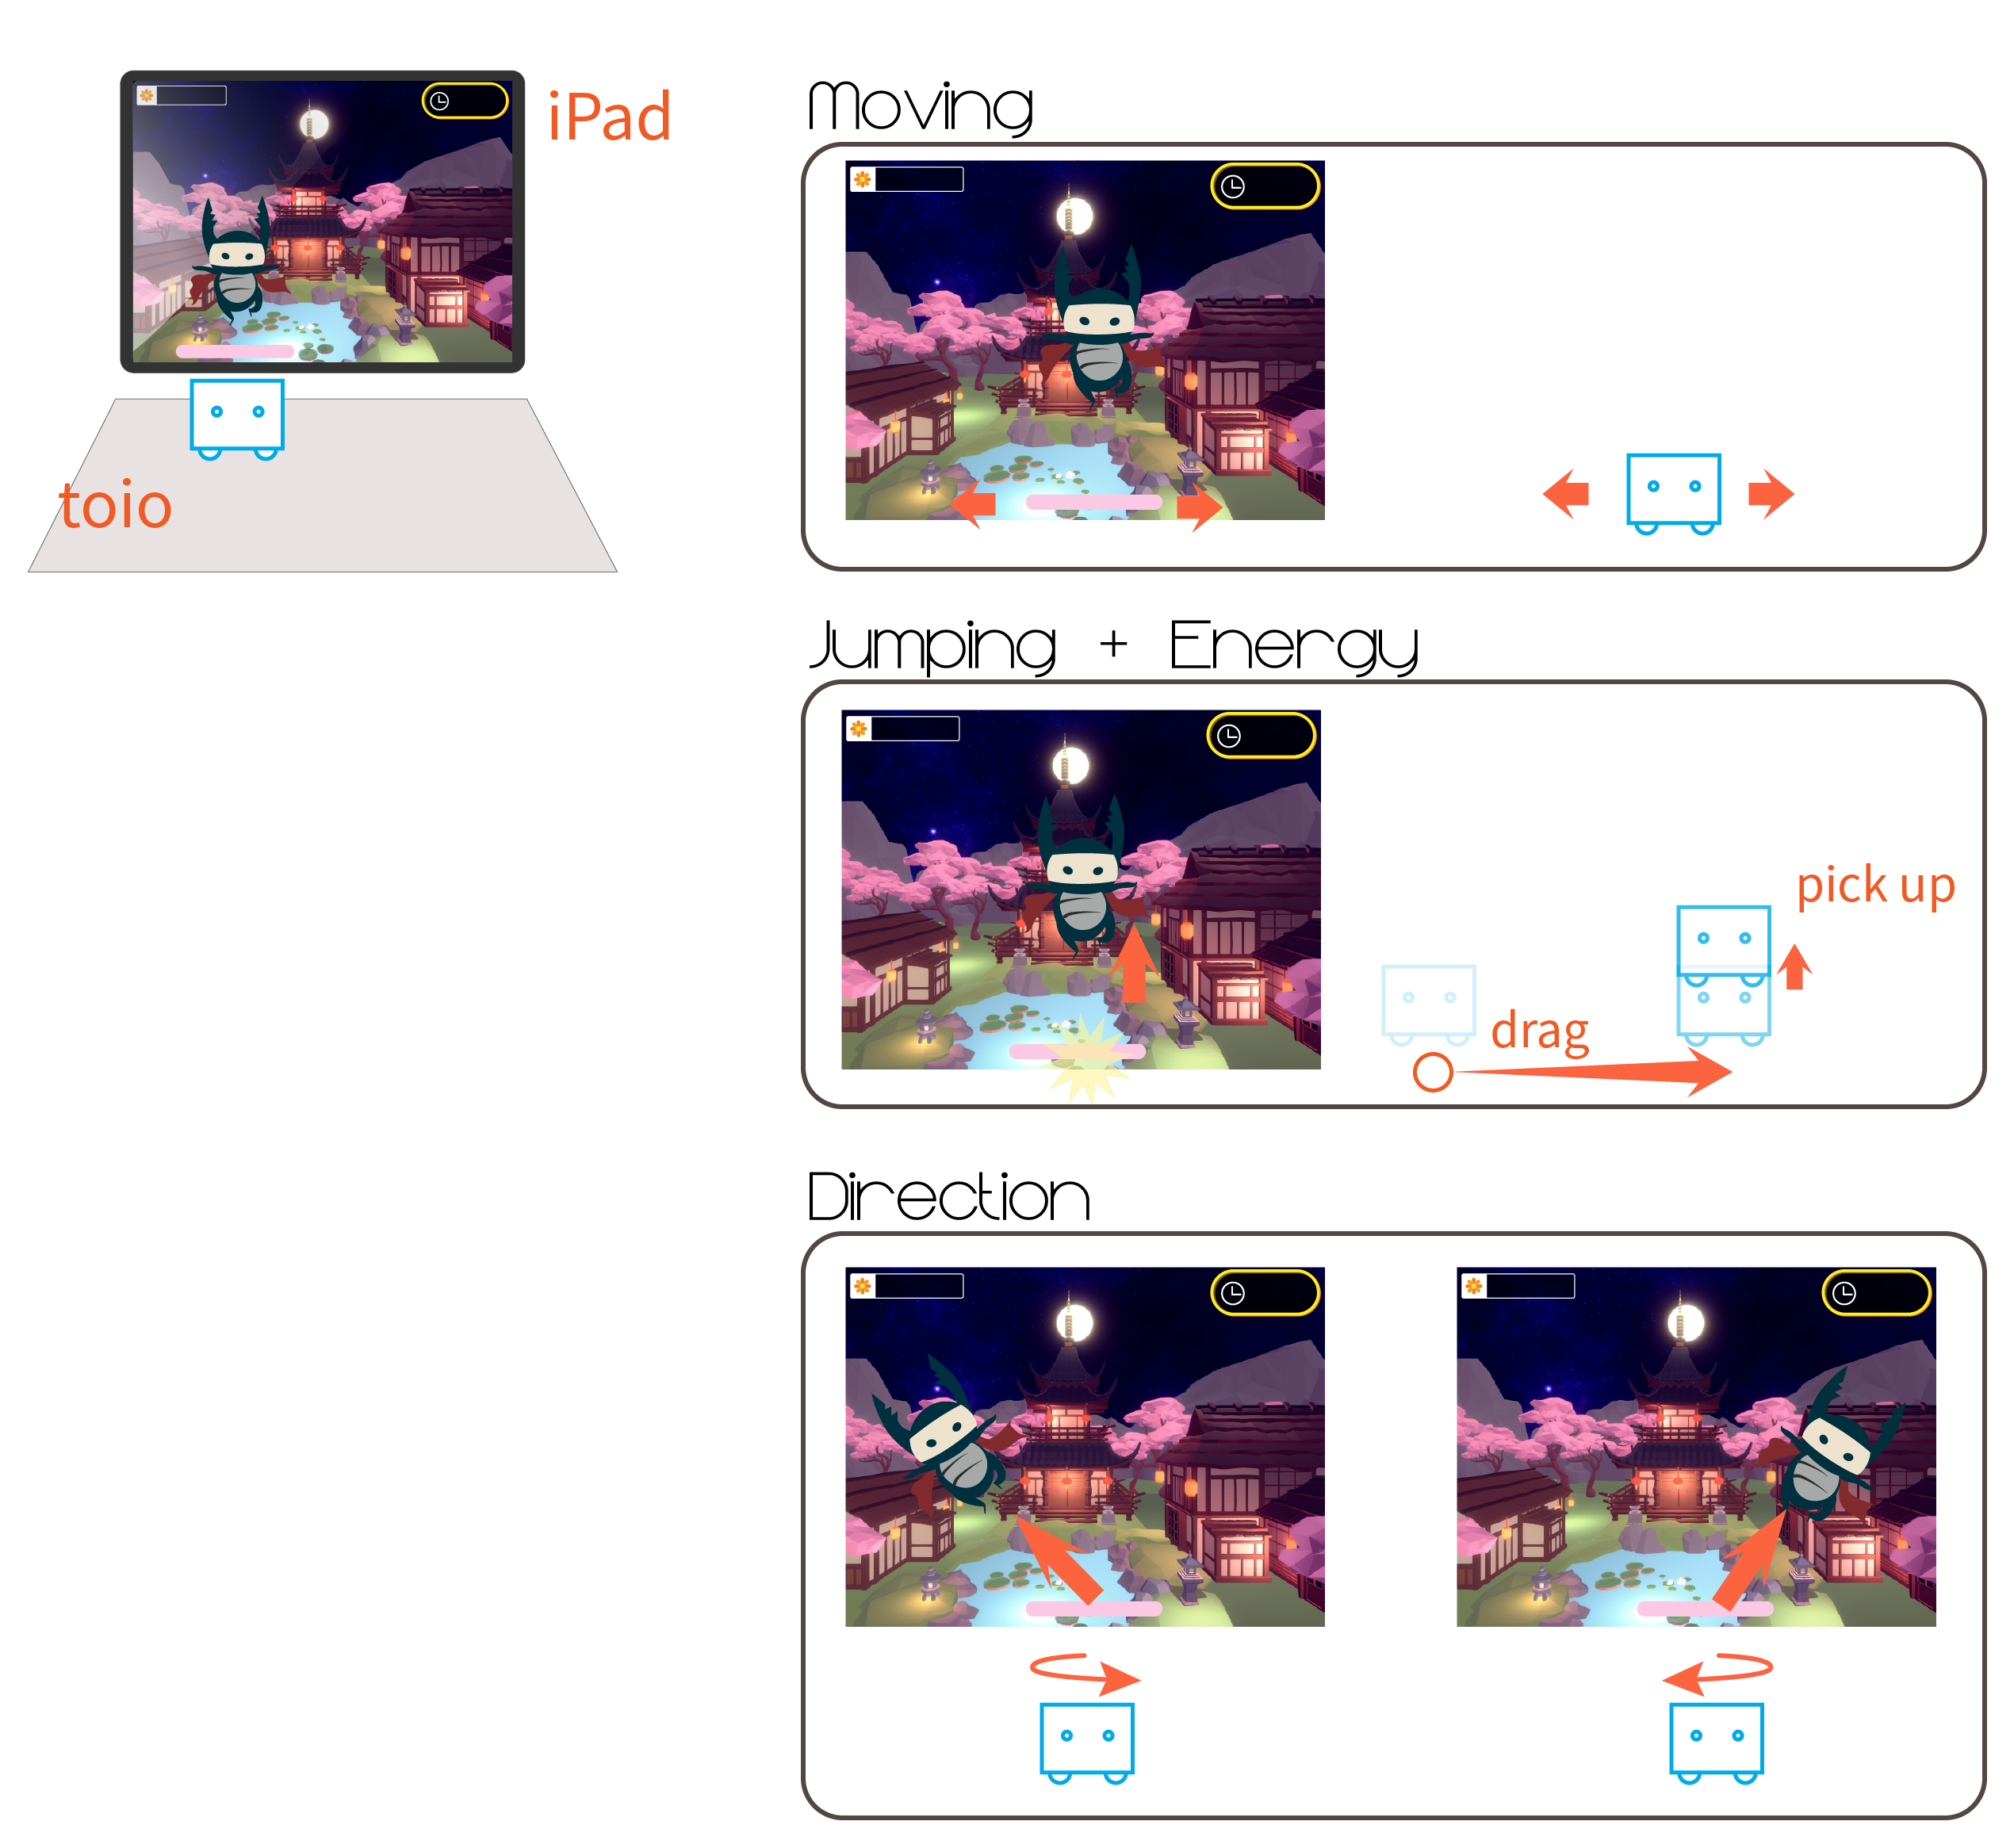 iPad
toio
Moving
Jumping + Energy
pick up
drag
Direction